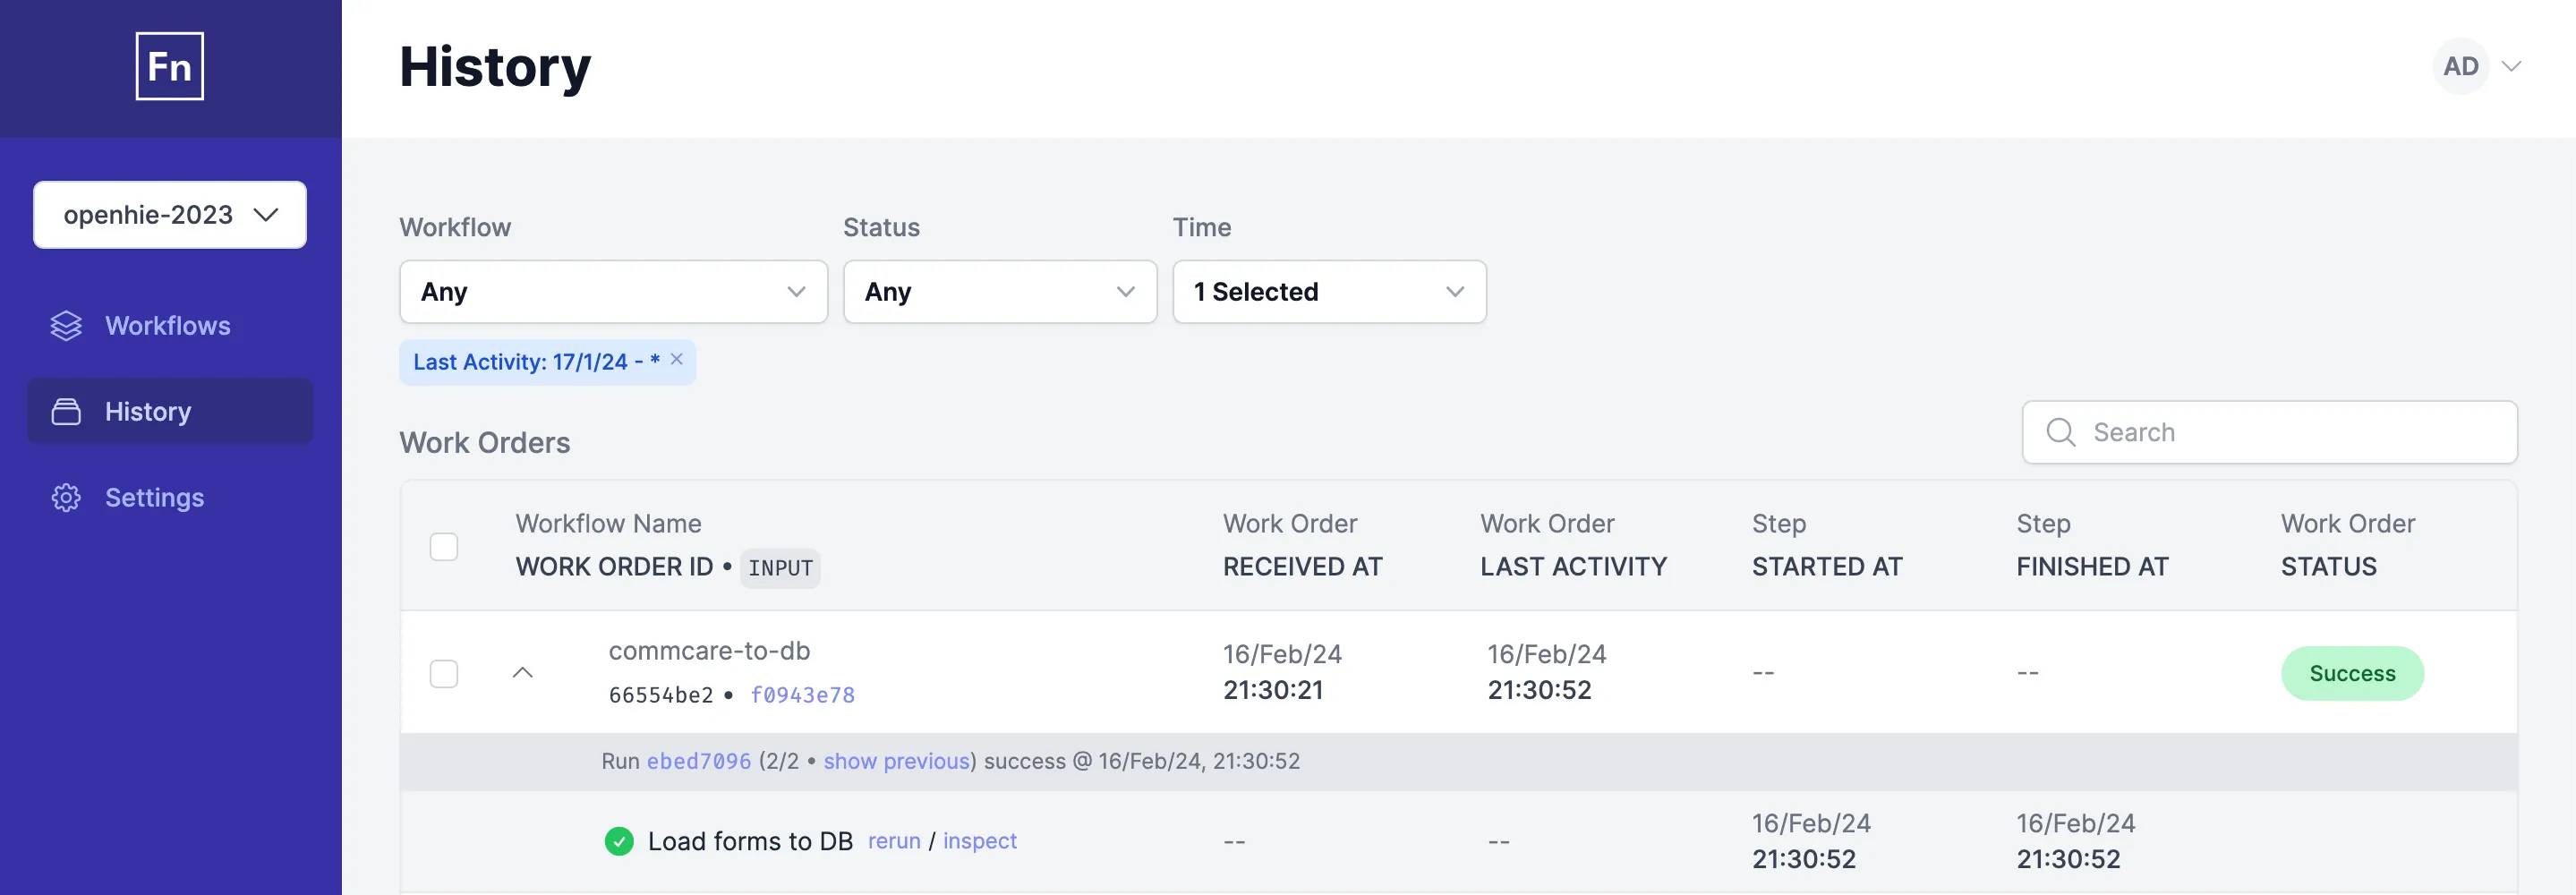 Fn
History
AD
openhie-2023
Workflows
History
Settings
Workflow Status Time
Any Any 1 Selected
Last Activity: 17/1/24 - * ×
Work Orders
Search
Workflow Name Work Order Work Order Step Step Work Order
WORK ORDER ID • INPUT RECEIVED AT LAST ACTIVITY STARTED AT FINISHED AT STATUS
commcare-to-db 16/Feb/24 16/Feb/24 -- -- Success
66554be2 • f0943e78 21:30:21 21:30:52
Run ebed7096 (2/2 • show previous) success @ 16/Feb/24, 21:30:52
Load forms to DB rerun / inspect -- -- 16/Feb/24 16/Feb/24
21:30:52 21:30:52